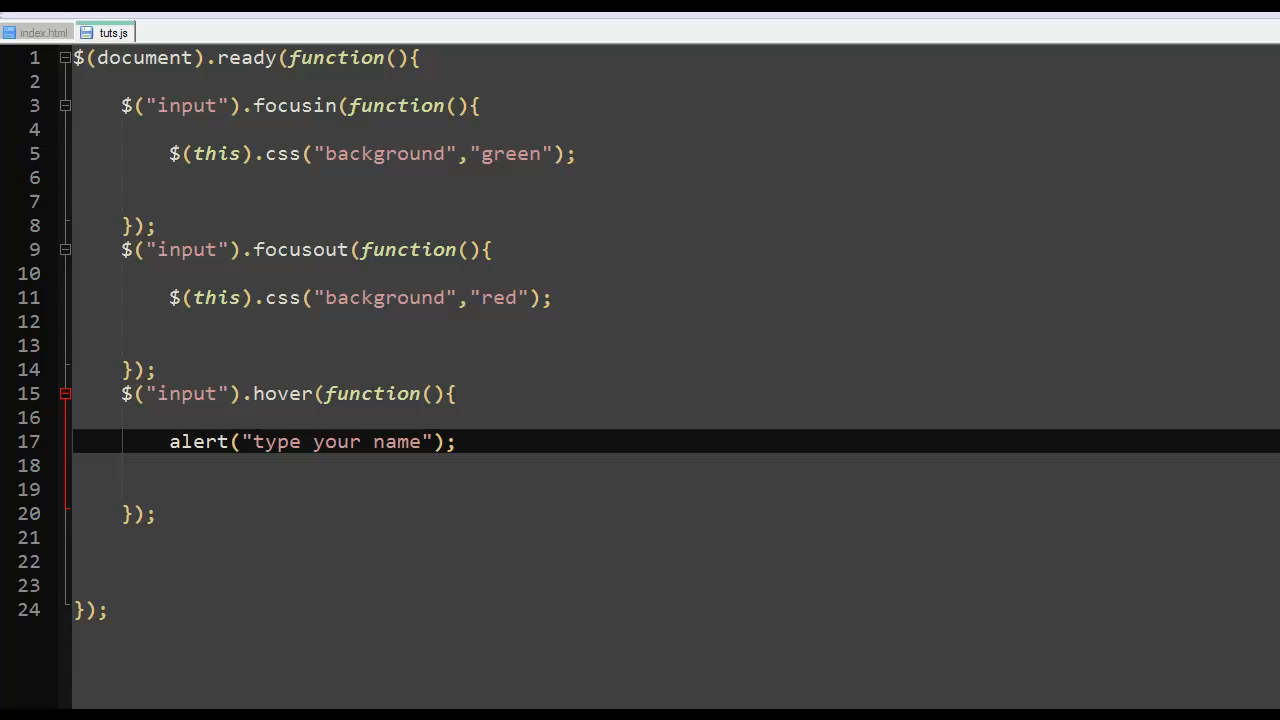 index.html tuts.js
1 $(document).ready(function(){
2
3 $("input").focusin(function(){
4
5 $(this).css("background","green");
6
7
8 });
9 $("input").focusout(function(){
10
11 $(this).css("background","red");
12
13
14 });
15 $("input").hover(function(){
16
17 alert("type your name");
18
19
20 });
21
22
23
24 });